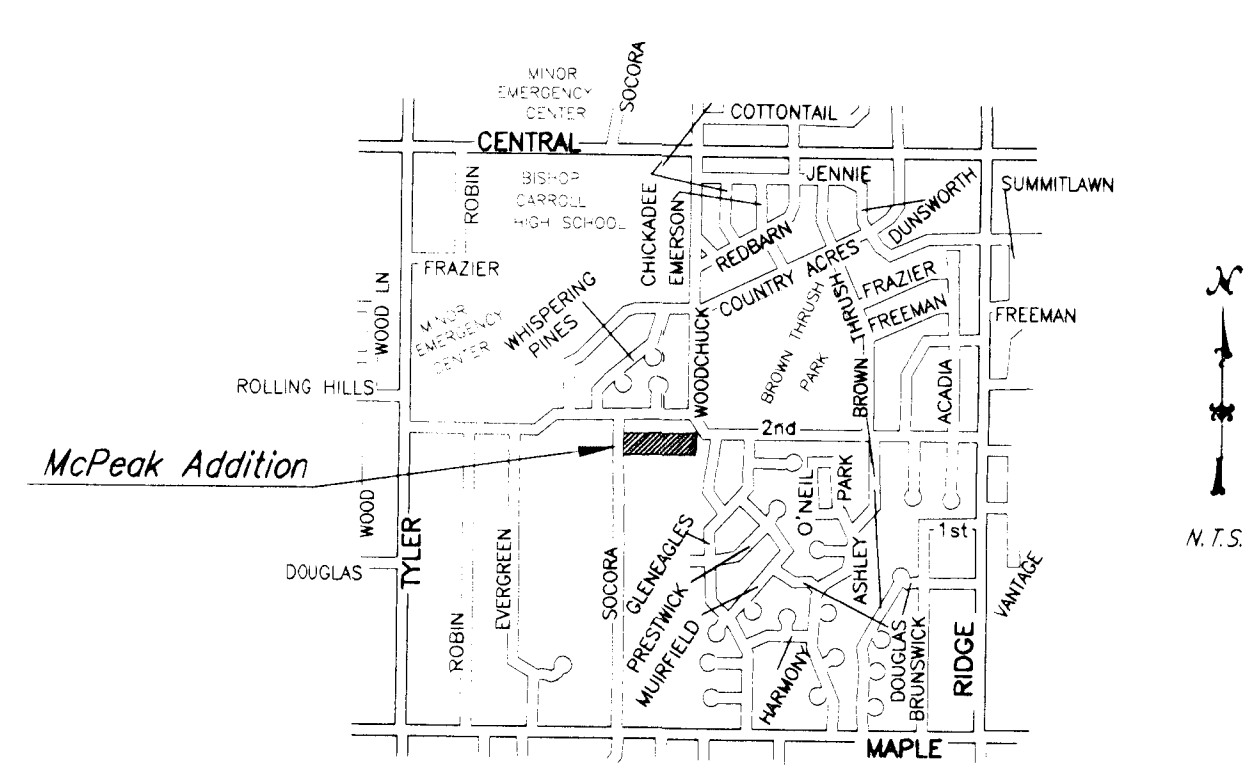 SOCORA
MINOR
EMERGENCY
CENTER
COTTONTAIL
CENTRAL
JENNIE
ROBIN
BISHOP
CARROLL
HIGH SCHOOL
CHICKADEE
EMERSON
REDBARN
DUNSWORTH
SUMMITLAWN
FRAZIER
COUNTRY ACRES
WOOD LN
MINOR
EMERGENCY
CENTER
WHISPERING
PINES
WOODCHUCK
BROWN THRUSH
PARK
BROWN THRUSH
FRAZIER
FREEMAN
FREEMAN
N
ROLLING HILLS
ACADIA
2nd
McPeak Addition
O'NEIL
PARK
WOOD
TYLER
EVERGREEN
SOCORA
GLENEAGLES
PRESTWICK
MUIRFIELD
ASHLEY
1st
N.T.S.
DOUGLAS
VANTAGE
ROBIN
HARMONY
DOUGLAS
BRUNSWICK
RIDGE
MAPLE